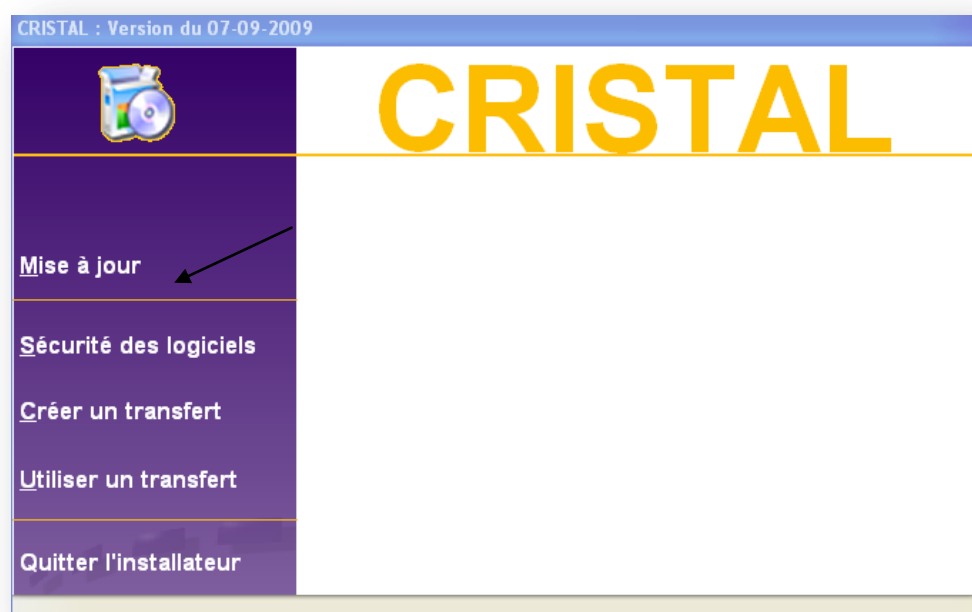 CRISTAL : Version du 07-09-2009
CRISTAL
Mise à jour
Sécurité des logiciels
Créer un transfert
Utiliser un transfert
Quitter l'installateur